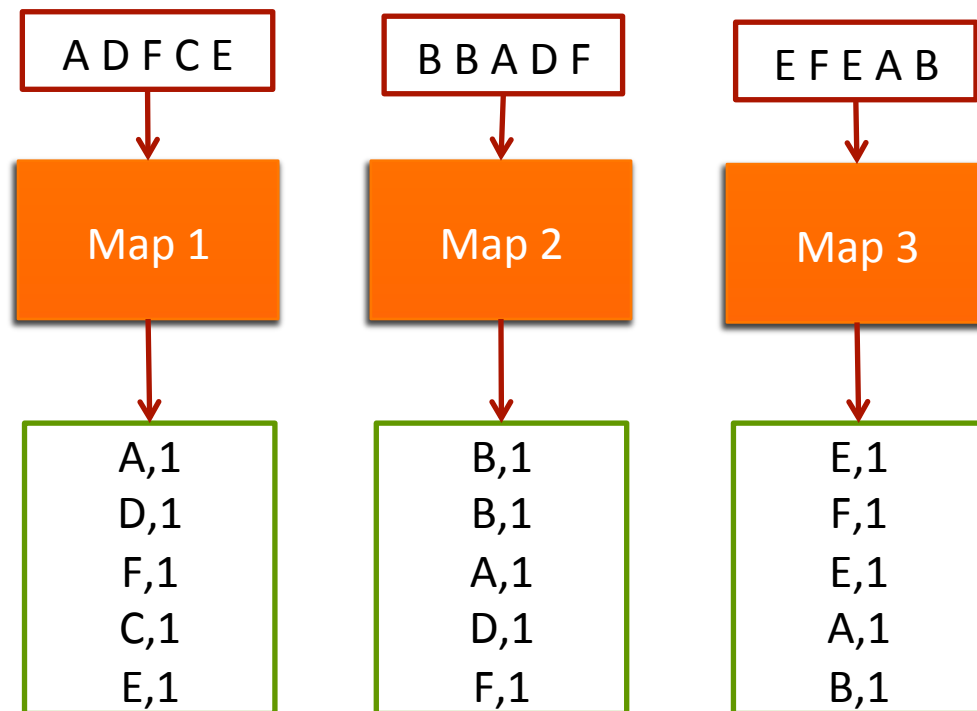 A D F C E
B B A D F
E F E A B
Map 1
Map 2
Map 3
A,1
D,1
F,1
C,1
E,1
B,1
B,1
A,1
D,1
F,1
E,1
F,1
E,1
A,1
B,1